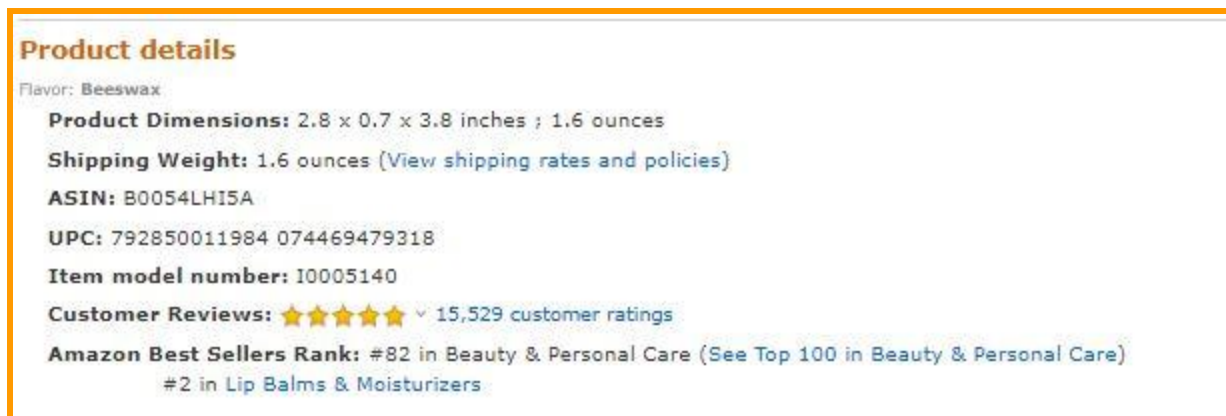 Product details
Flavor: Beeswax
Product Dimensions: 2.8 x 0.7 x 3.8 inches ; 1.6 ounces
Shipping Weight: 1.6 ounces (View shipping rates and policies)
ASIN: B0054LHI5A
UPC: 792850011984 074469479318
Item model number: I0005140
Customer Reviews: 15,529 customer ratings
Amazon Best Sellers Rank: #82 in Beauty & Personal Care (See Top 100 in Beauty & Personal Care)
#2 in Lip Balms & Moisturizers